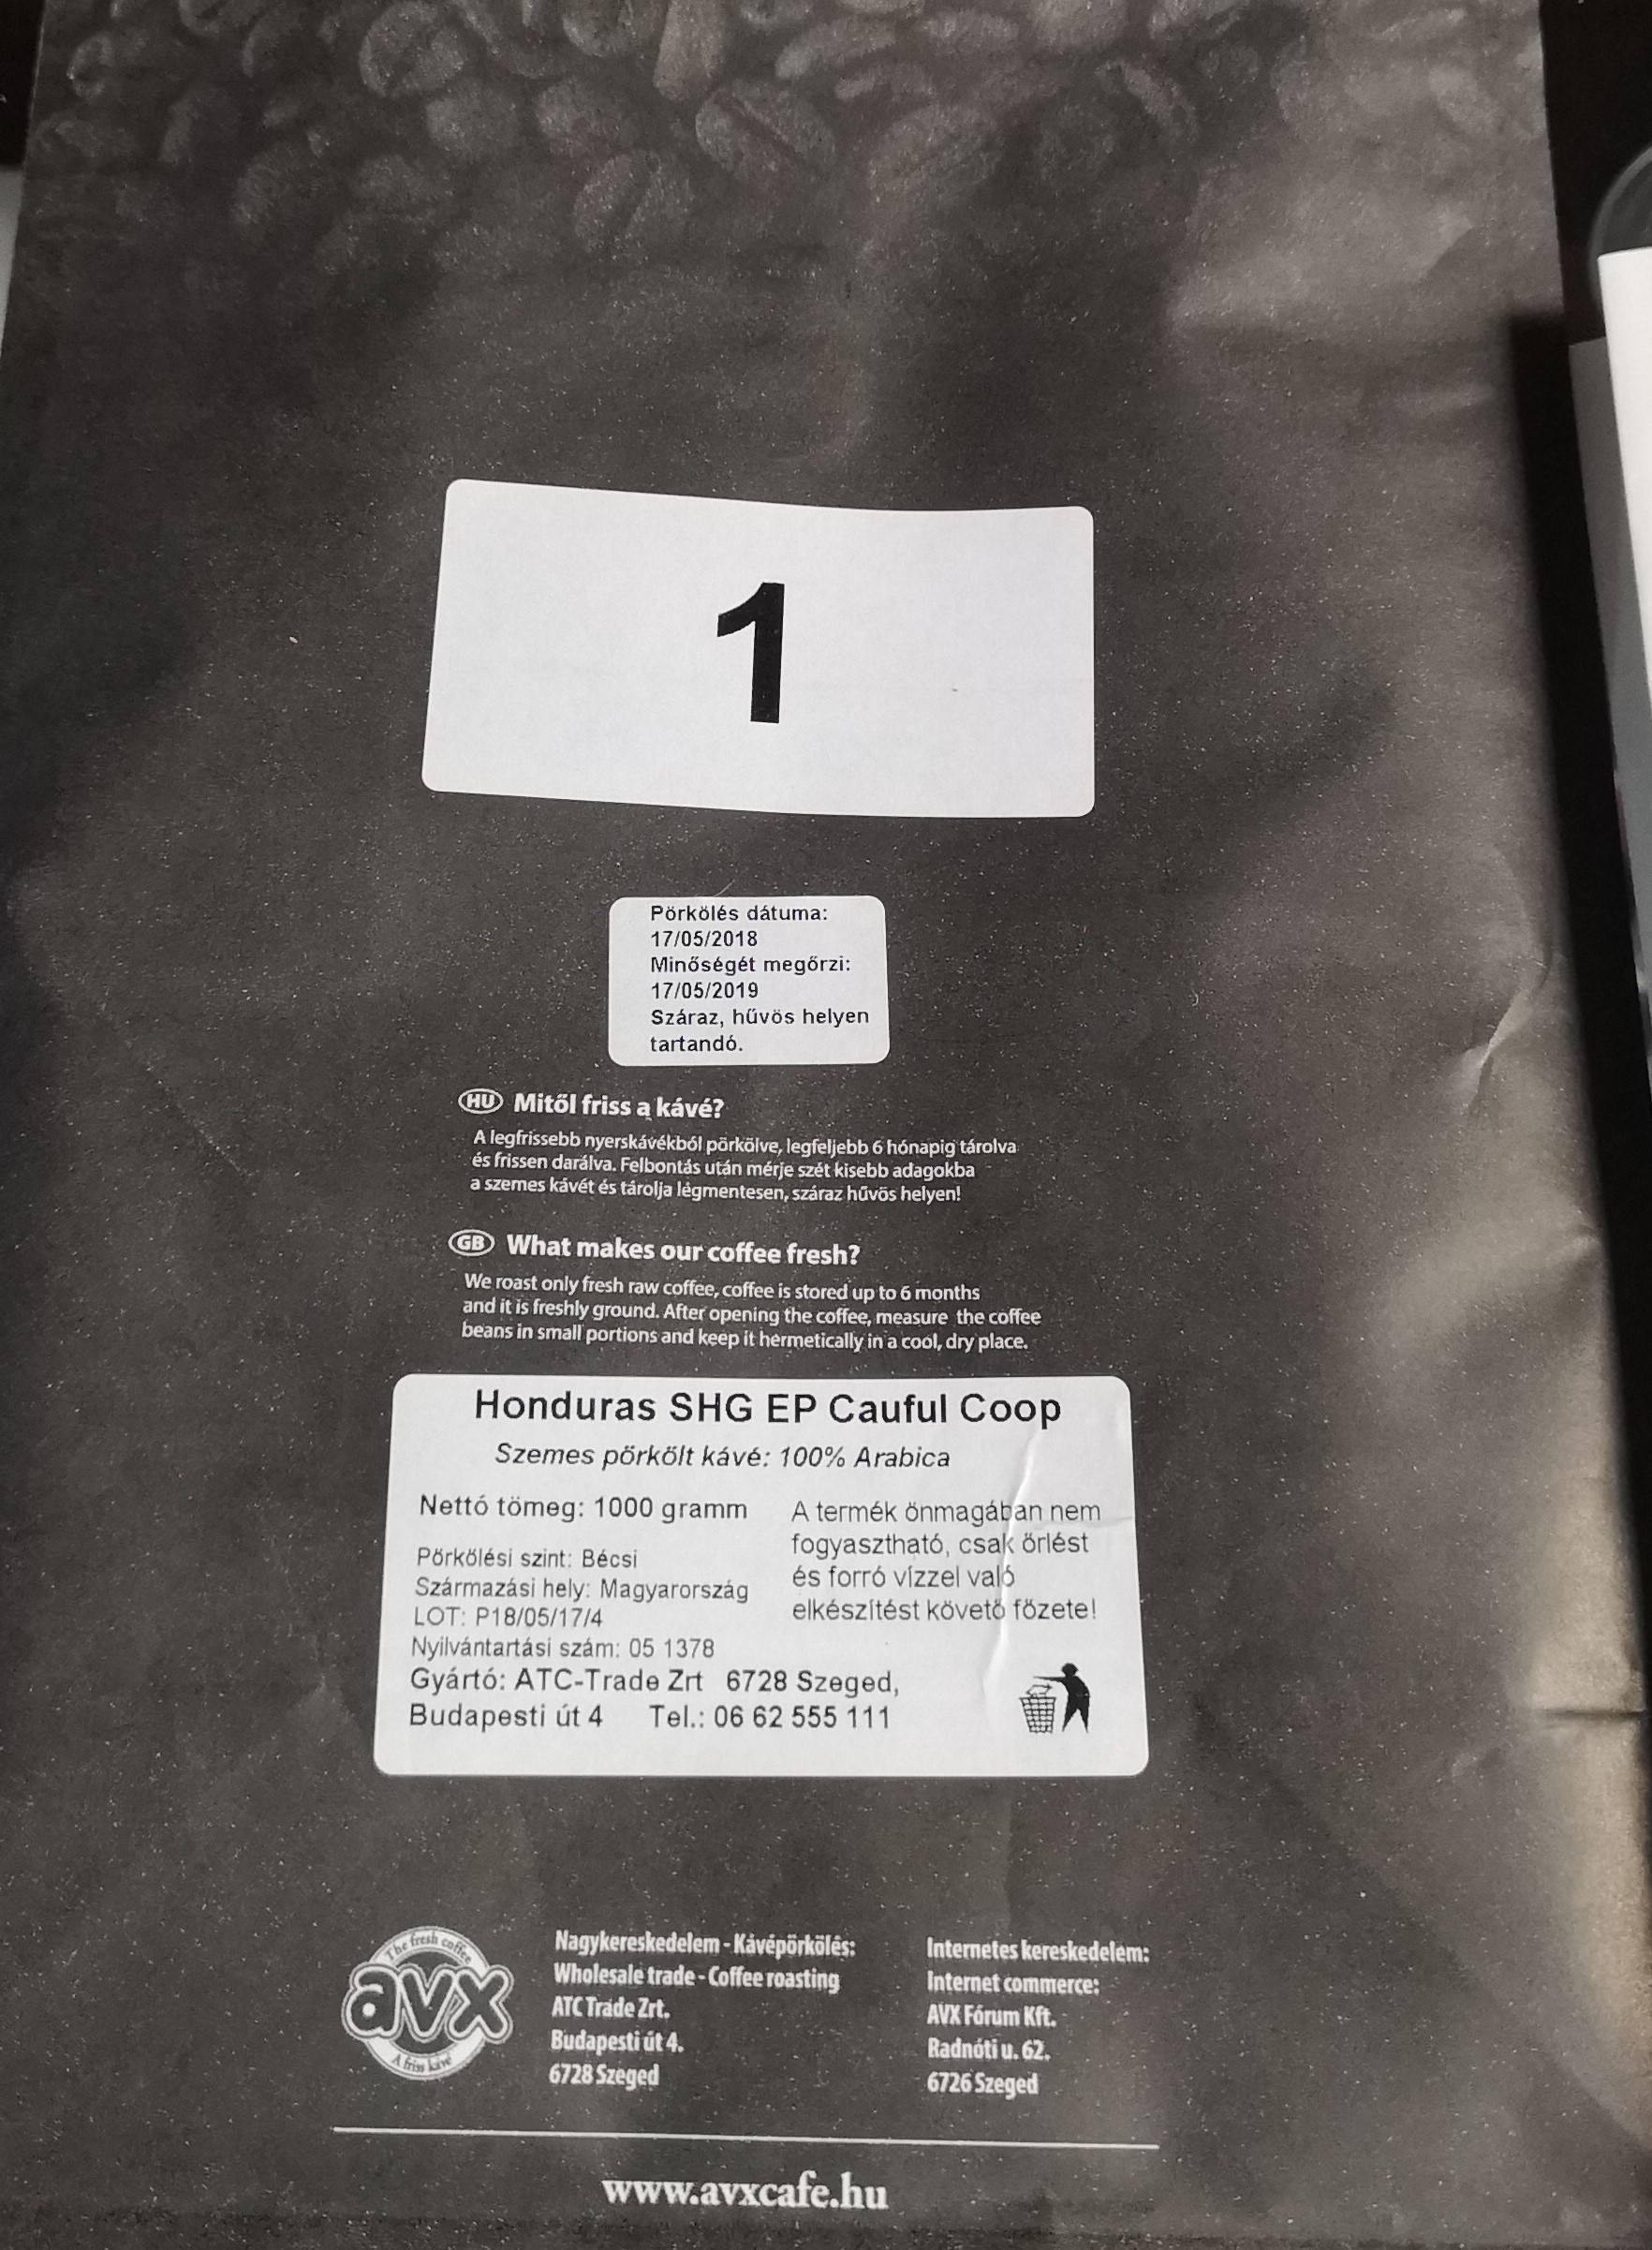 1
Pörkölés dátuma:
17/05/2018
Minőségét megőrzi:
17/05/2019
Száraz, hűvös helyen
tartandó.
HU Mitől friss a kávé?
A legfrissebb nyerskávékból pörkölve, legfeljebb 6 hónapig tárolva
és frissen darálva. Felbontás után mérje szét kisebb adagokba
a szemes kávét és tárolja légmentesen, száraz hűvös helyen!
GB What makes our coffee fresh?
We roast only fresh raw coffee, coffee is stored up to 6 months
and it is freshly ground. After opening the coffee, measure the coffee
beans in small portions and keep it hermetically in a cool, dry place.
Honduras SHG EP Cauful Coop
Szemes pörkölt kávé: 100% Arabica
Nettó tömeg: 1000 gramm
Pörkölési szint: Bécsi
Származási hely: Magyarország
LOT: P18/05/17/4
Nyilvántartási szám: 05 1378
A termék önmagában nem
fogyasztható, csak őrlést
és forró vízzel való
elkészítést követő főzete!
Gyártó: ATC-Trade Zrt 6728 Szeged,
Budapesti út 4 Tel.: 06 62 555 111
The fresh coffee
avx
A friss kávé
Nagykereskedelem - Kávépörkölés:
Wholesale trade - Coffee roasting
ATC Trade Zrt.
Budapesti út 4.
6728 Szeged
Internetes kereskedelem:
Internet commerce:
AVX Fórum Kft.
Radnóti u. 62.
6726 Szeged
www.avxcafe.hu